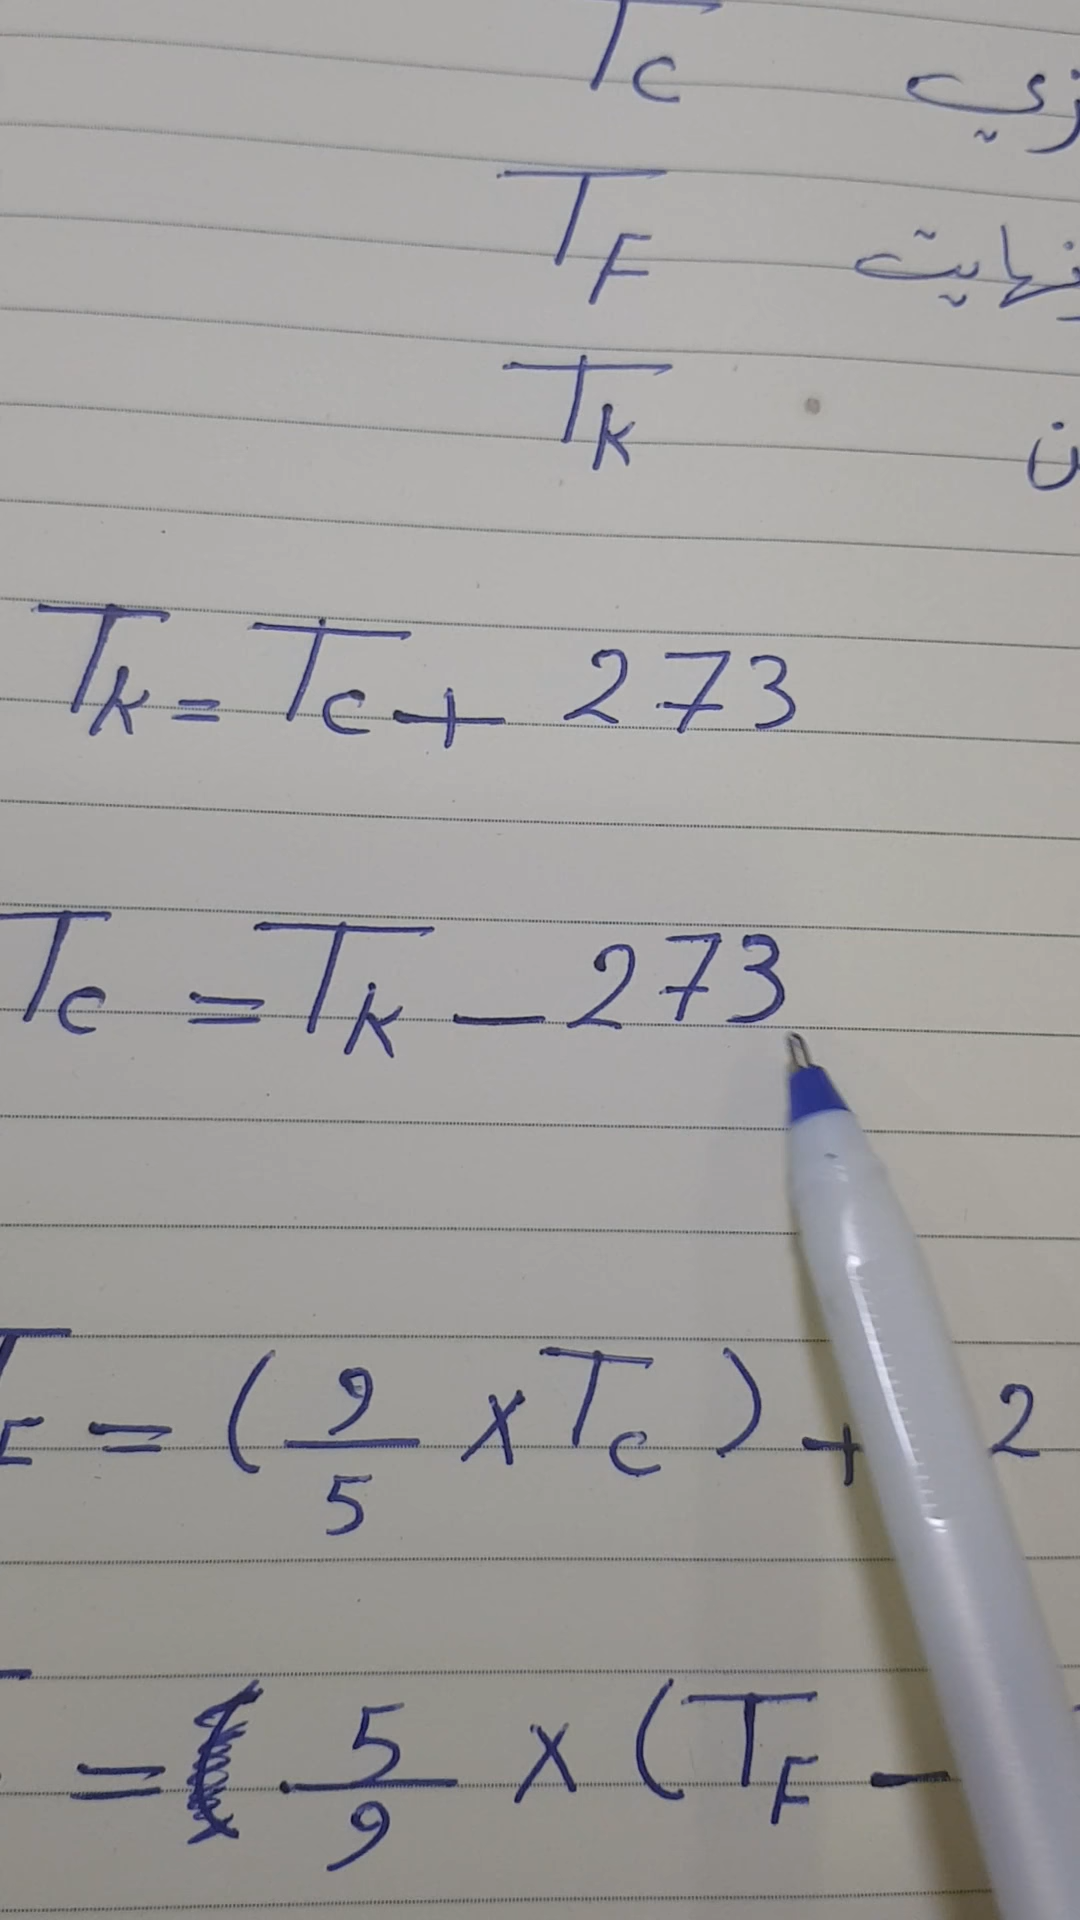 Tc
TF
TK
TK = Tc + 273
Tc = TK - 273
= ( 9/5 × Tc ) + 2
= 5/9 × ( TF -